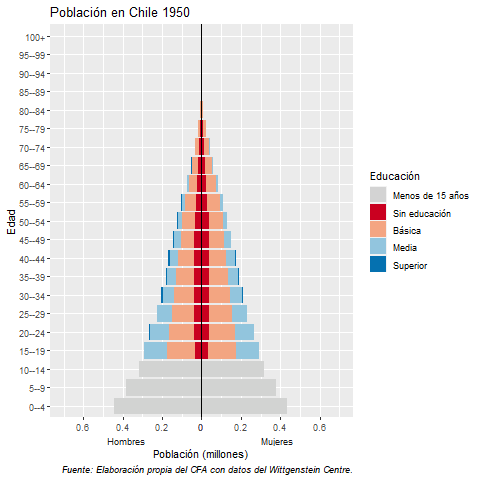 Población en Chile 1950
100+
95–99
90–94
85–89
80–84
75–79
70–74
65–69
60–64
55–59
50–54
45–49
40–44
35–39
30–34
25–29
20–24
15–19
10–14
5–9
0–4
Edad
0.6 0.4 0.2 0 0.2 0.4 0.6
Hombres Mujeres
Población (millones)
Fuente: Elaboración propia del CFA con datos del Wittgenstein Centre.
Educación
Menos de 15 años
Sin educación
Básica
Media
Superior